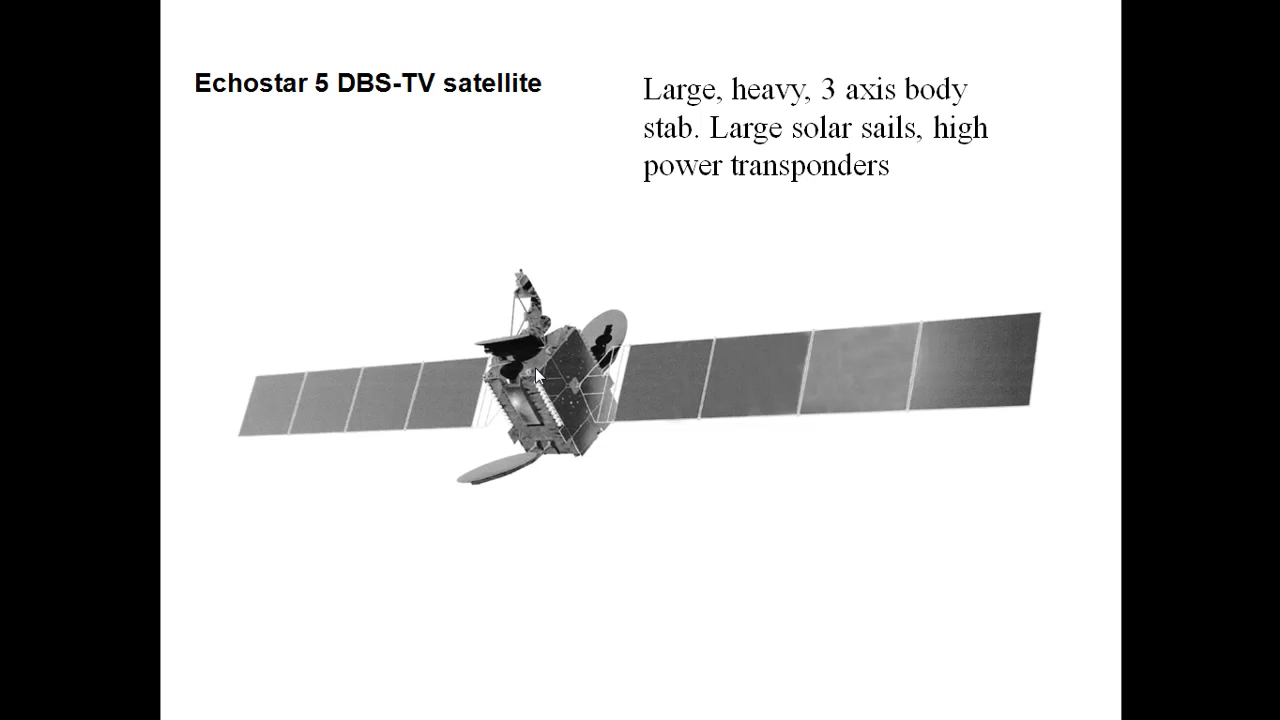 Echostar 5 DBS-TV satellite
Large, heavy, 3 axis body
stab. Large solar sails, high
power transponders